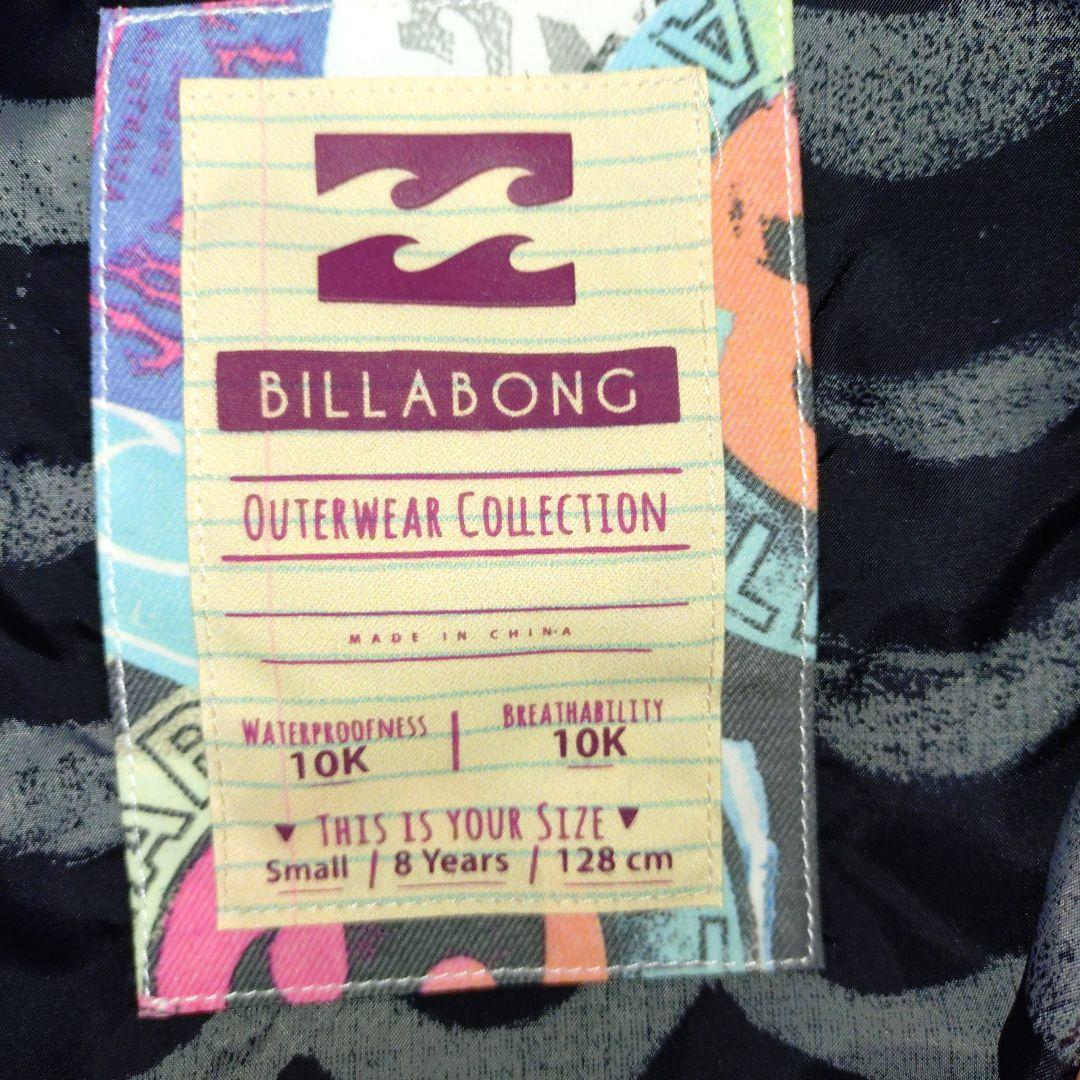 BILLABONG
OUTERWEAR COLLECTION
MADE IN CHINA
WATERPROOFNESS | BREATHABILITY
10K 10K
▼ THIS IS YOUR SIZE ▼
Small / 8 Years / 128 cm